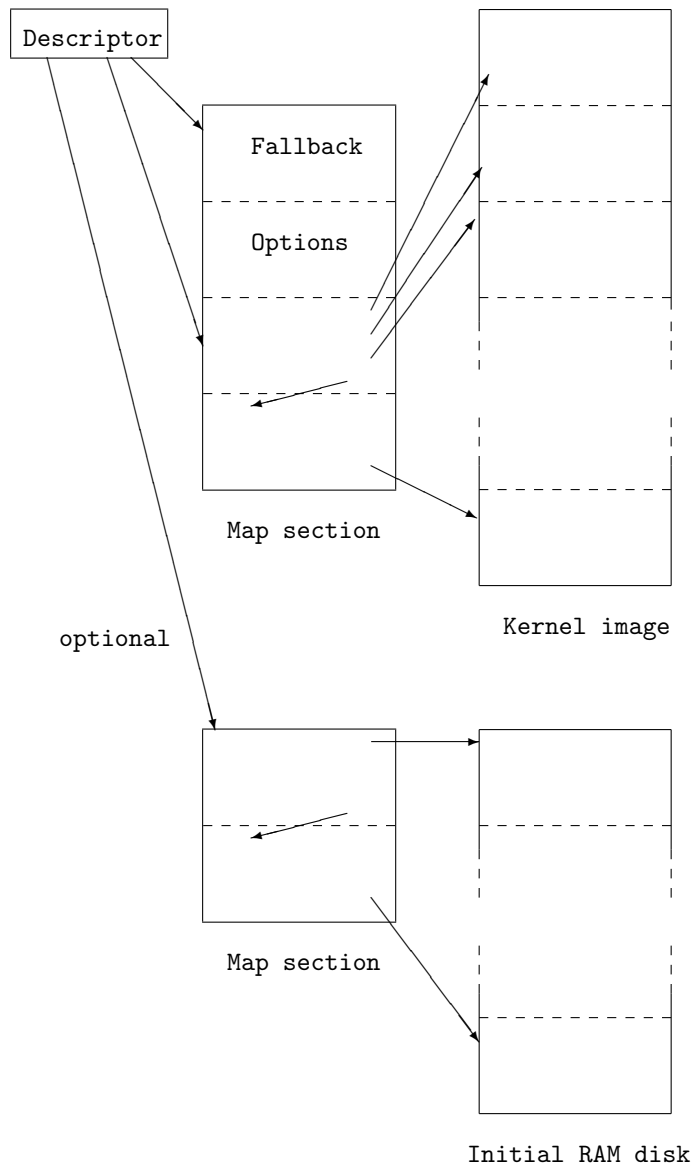 Descriptor
Fallback
Options
Map section
Kernel image
optional
Map section
Initial RAM disk